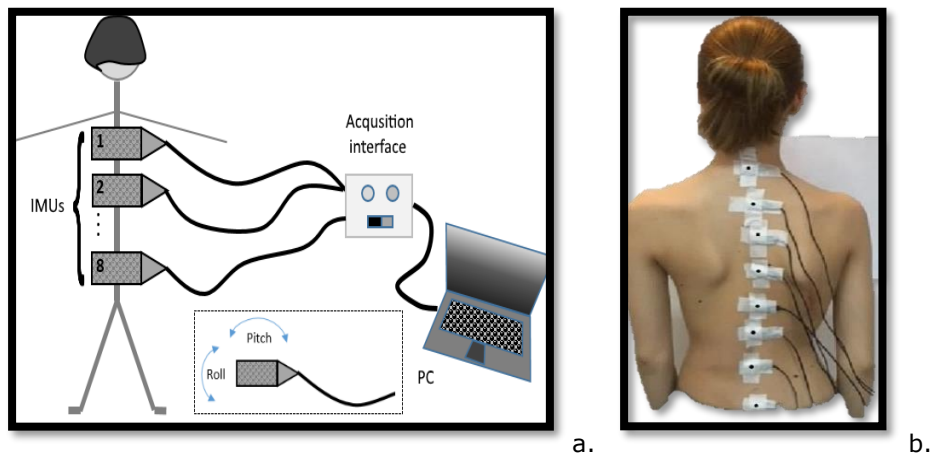 1
Acqusition
interface
2
IMUs
8
Pitch
Roll
PC
a.
b.